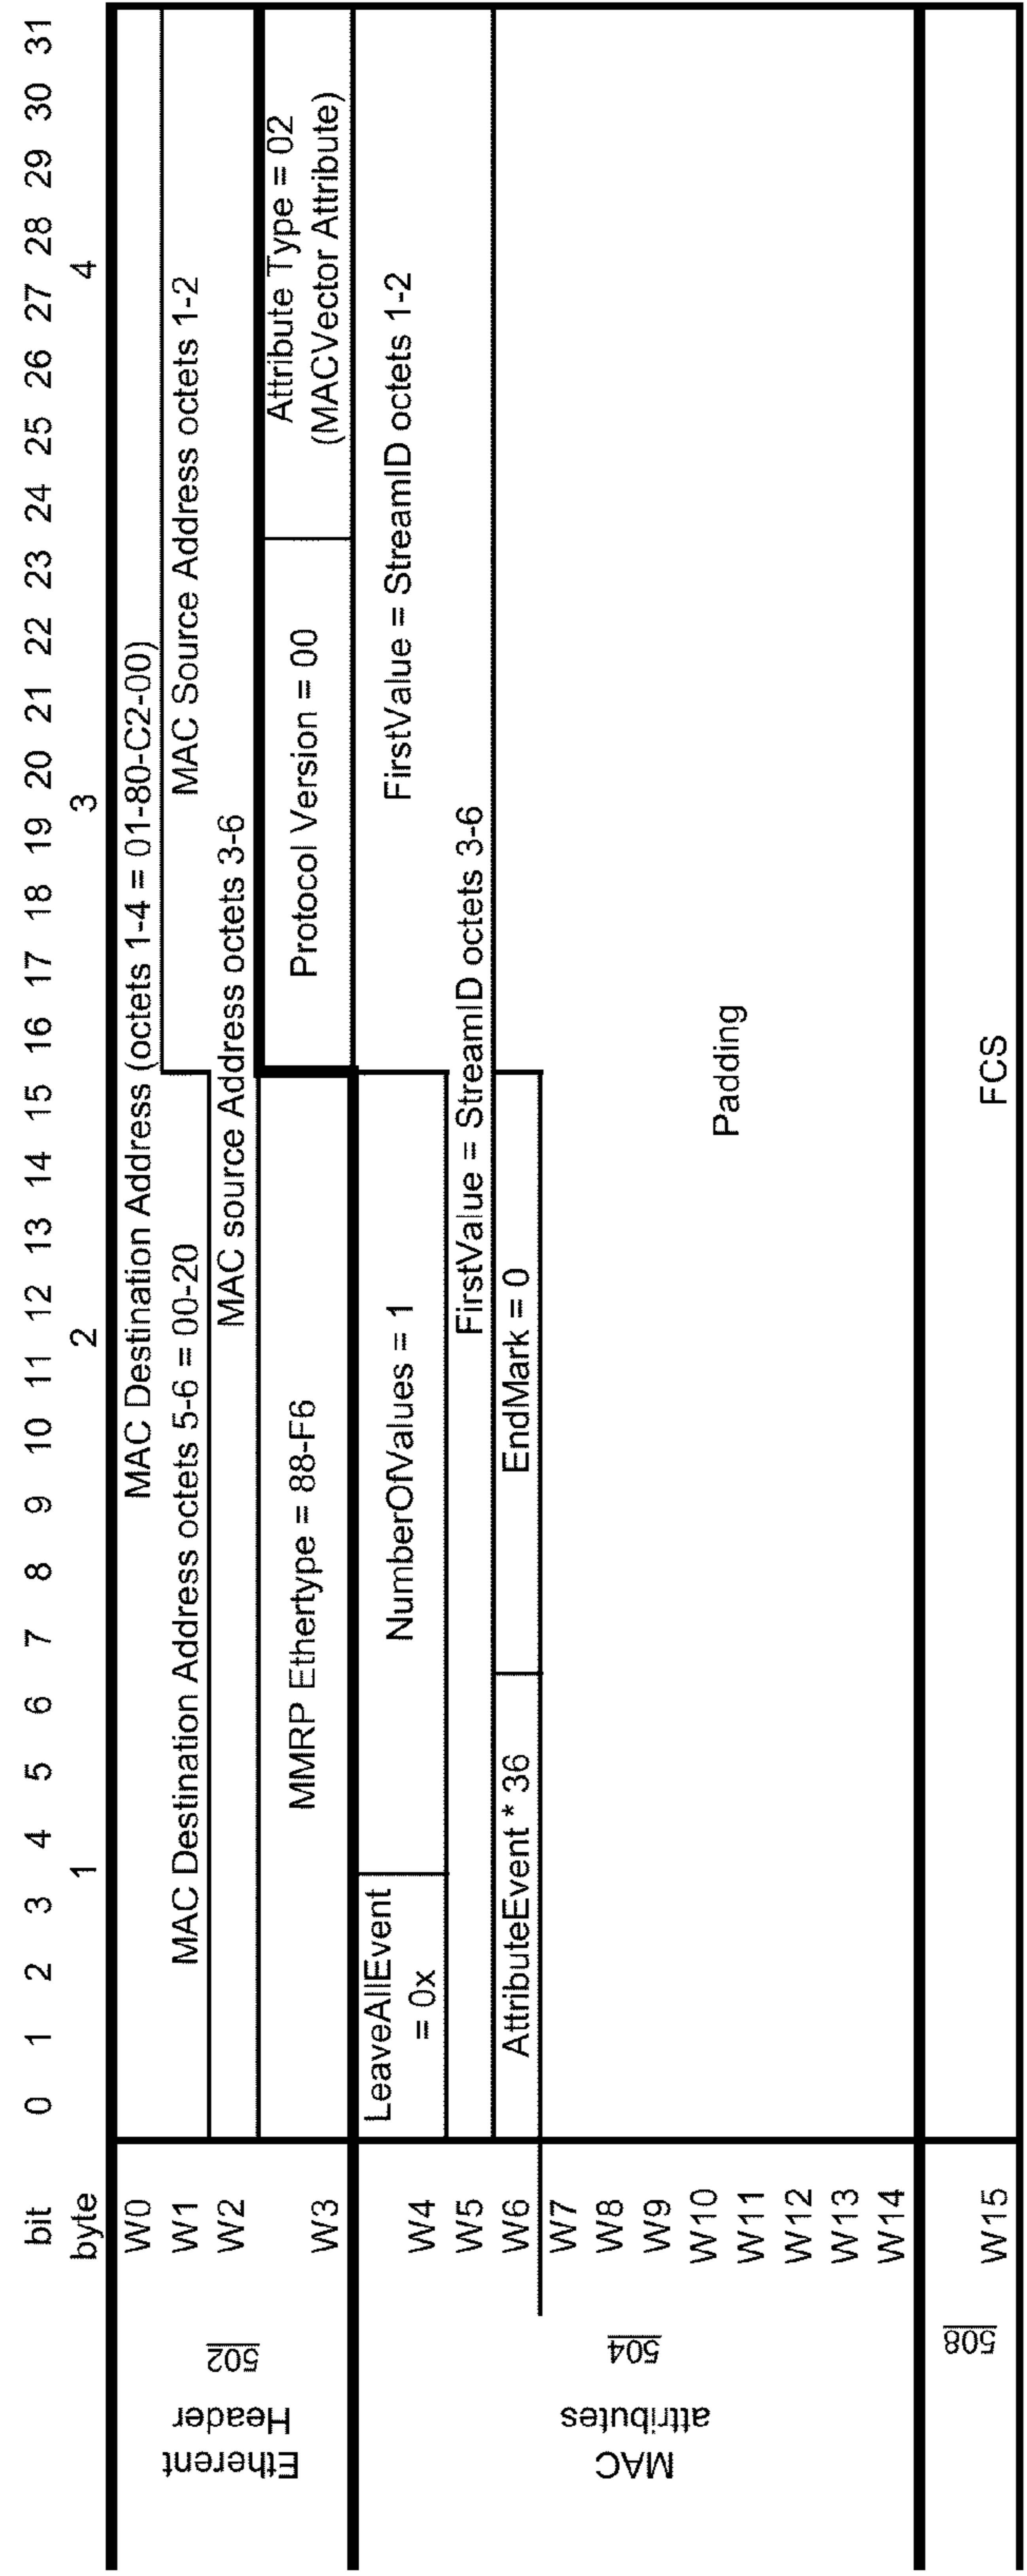 bit 0 1 2 3 4 5 6 7 8 9 10 11 12 13 14 15 16 17 18 19 20 21 22 23 24 25 26 27 28 29 30 31
byte 1 2 3 4
Etherent
Header
502
W0 MAC Destination Address (octets 1-4 = 01-80-C2-00)
W1 MAC Destination Address octets 5-6 = 00-20 MAC Source Address octets 1-2
W2 MAC source Address octets 3-6
W3 MMRP Ethertype = 88-F6 Protocol Version = 00 Attribute Type = 02
(MACVector Attribute)
MAC
attributes
504
W4 LeaveAllEvent
= 0x
NumberOfValues = 1 FirstValue = StreamID octets 1-2
W5 FirstValue = StreamID octets 3-6
W6 AttributeEvent * 36 EndMark = 0
W7
W8
W9
W10
Padding
W11
W12
W13
W14
508
W15 FCS